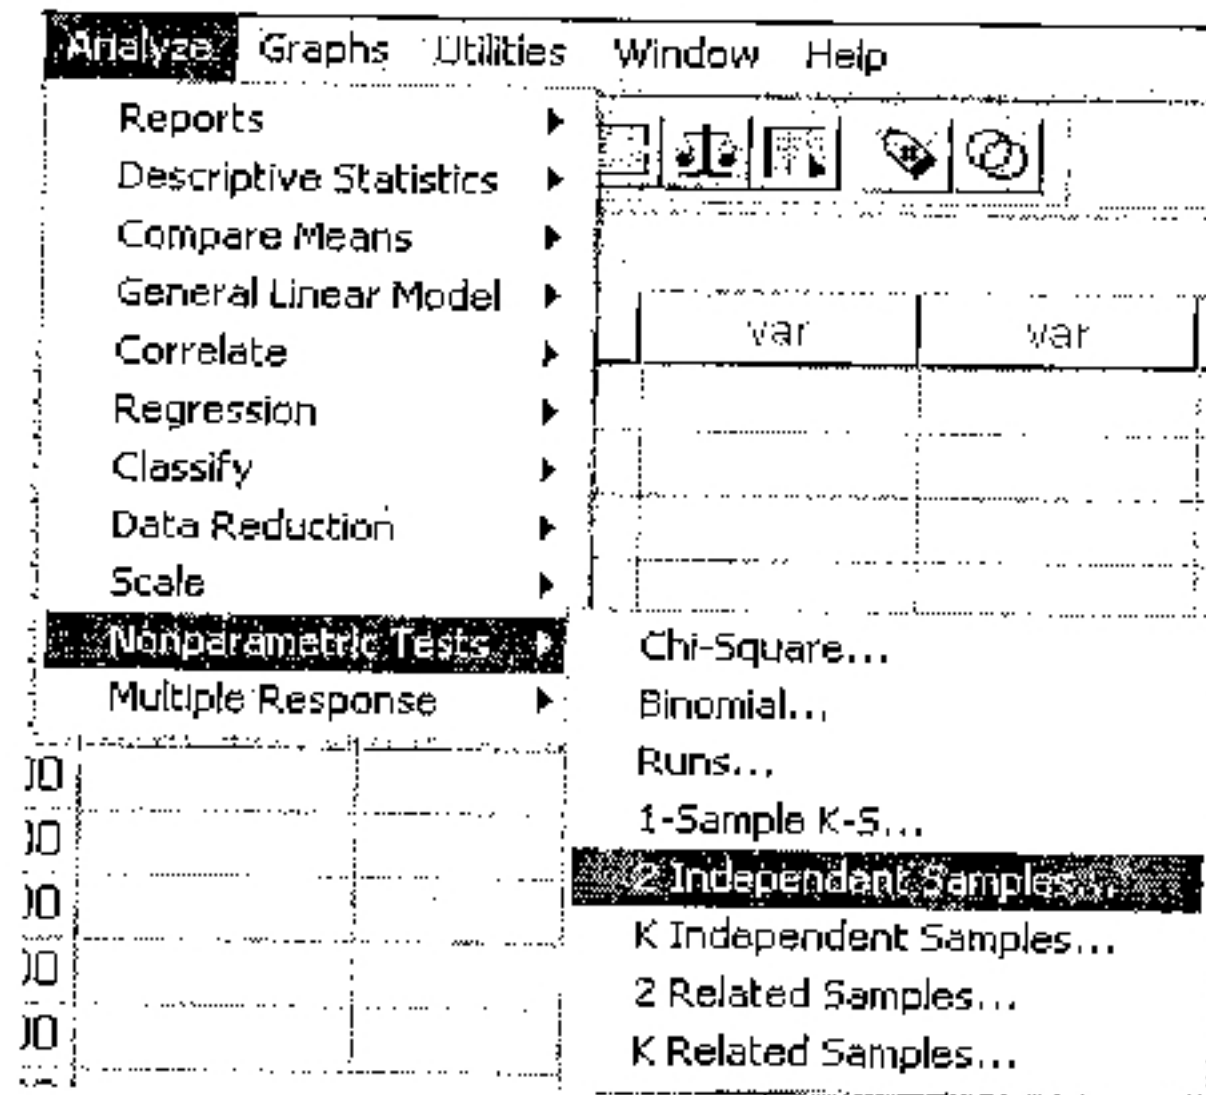 Analyze Graphs Utilities Window Help
Reports
Descriptive Statistics
Compare Means
General Linear Model
Correlate
Regression
Classify
Data Reduction
Scale
Nonparametric Tests
Multiple Response
var var
Chi-Square...
Binomial...
Runs...
1-Sample K-S...
2 Independent Samples...
K Independent Samples...
2 Related Samples...
K Related Samples...